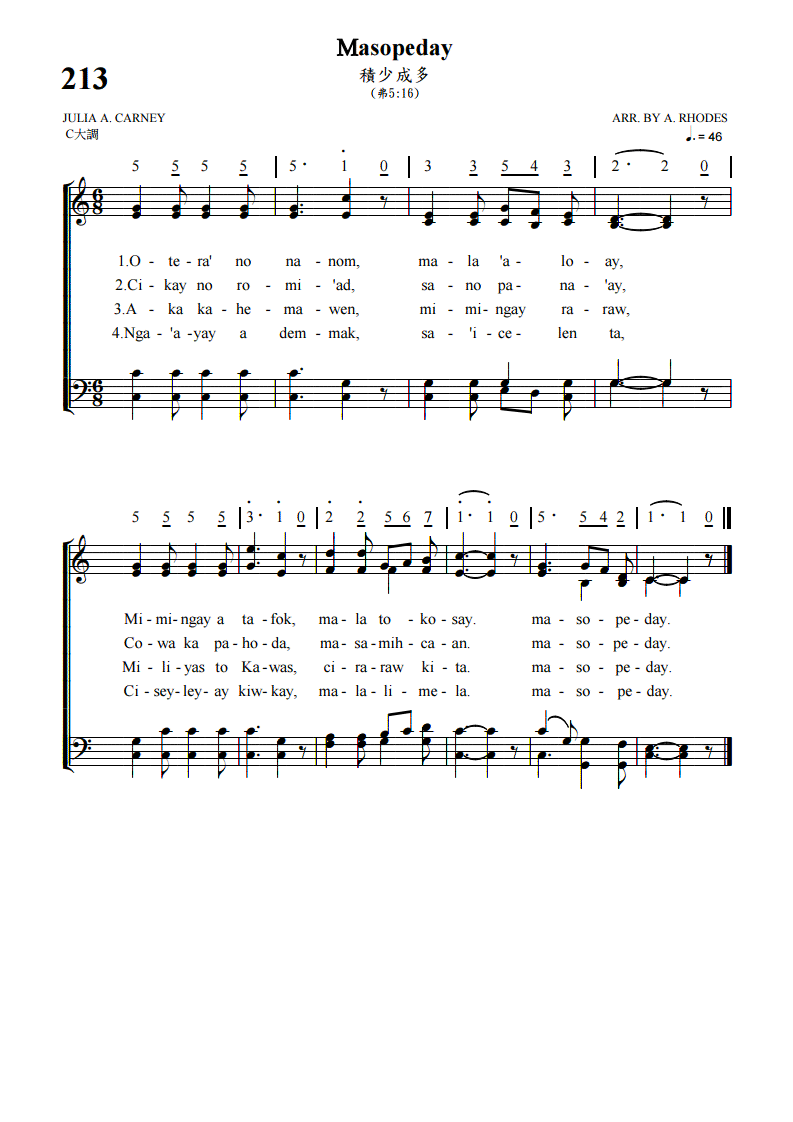 Masopeday
213
積少成多
(弗5:16)
JULIA A. CARNEY
ARR. BY A. RHODES
C大調
♩. = 46
5 5 5 5 | 5· 1 0 | 3 3 5 4 3 | 2· 2 0 |
6 8
1.O - te - ra' no na - nom, ma - la 'a - lo - ay,
2.Ci - kay no ro - mi - 'ad, sa - no pa - na - 'ay,
3.A - ka ka - he - ma - wen, mi - mi - ngay ra - raw,
4.Nga - 'a - yay a dem - mak, sa - 'i - ce - len ta,
6 8
5 5 5 5 | 3· 1 0 | 2 2 5 6 7 | 1· 1 0 | 5· 5 4 2 | 1· 1 0 ||
Mi - mi - ngay a ta - fok, ma - la to - ko - say. ma - so - pe - day.
Co - wa ka pa - ho - da, ma - sa - mih - ca - an. ma - so - pe - day.
Mi - li - yas to Ka - was, ci - ra - raw ki - ta. ma - so - pe - day.
Ci - sey - ley - ay kiw - kay, ma - la - li - me - la. ma - so - pe - day.